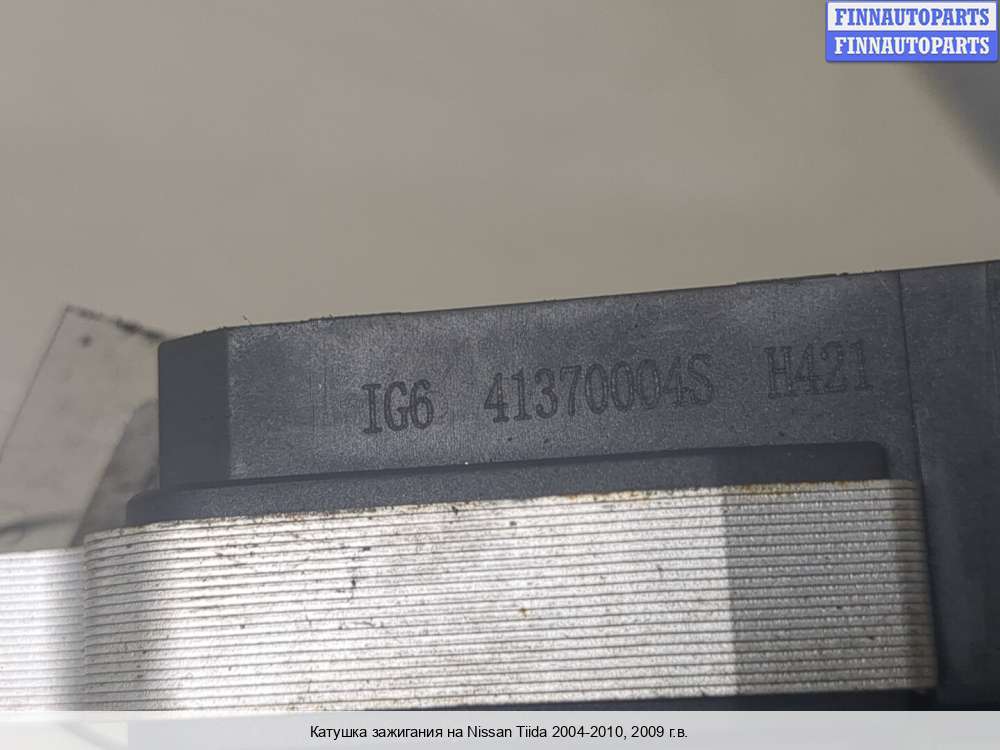 FINNAUTOPARTS
FINNAUTOPARTS
IG6 41370004S H421
Катушка зажигания на Nissan Tiida 2004-2010, 2009 г.в.